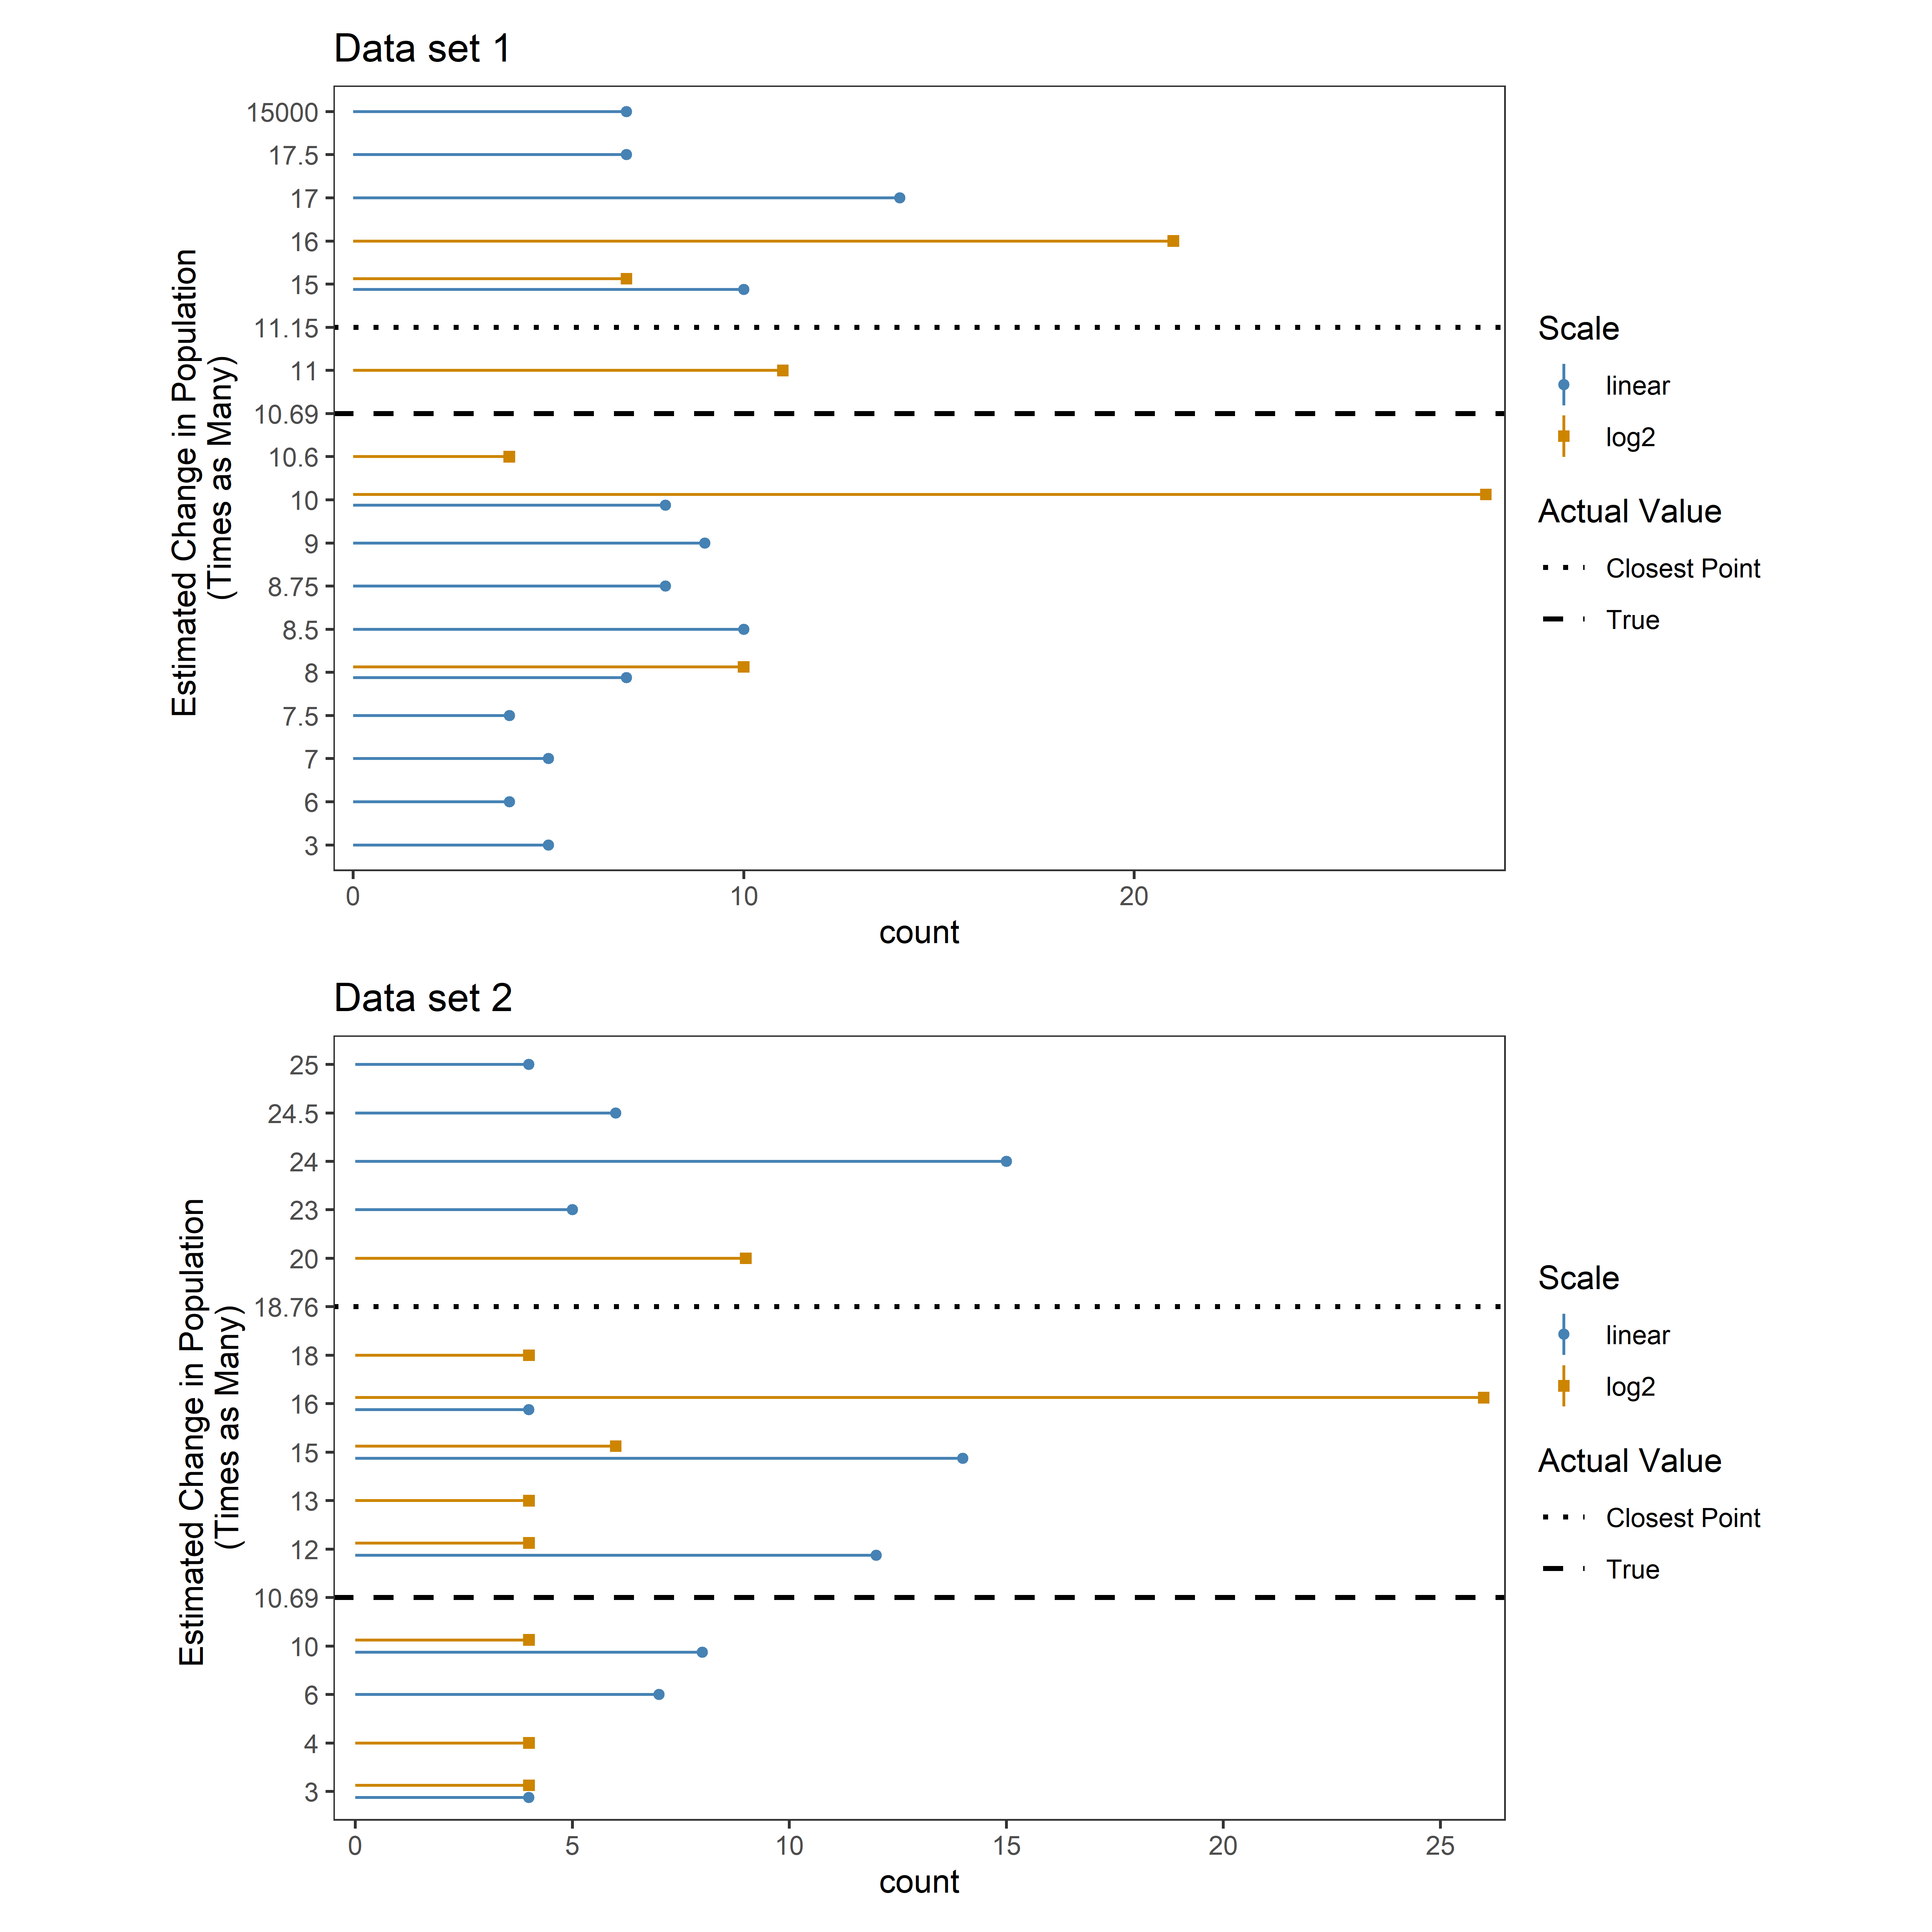 Data set 1
15000
17.5
17
16
15
11.15
11
10.69
10.6
10
9
8.75
8.5
8
7.5
7
6
3
Estimated Change in Population
(Times as Many)
0 10 20
count
Scale
linear
log2
Actual Value
Closest Point
True
Data set 2
25
24.5
24
23
20
18.76
18
16
15
13
12
10.69
10
6
4
3
Estimated Change in Population
(Times as Many)
0 5 10 15 20 25
count
Scale
linear
log2
Actual Value
Closest Point
True